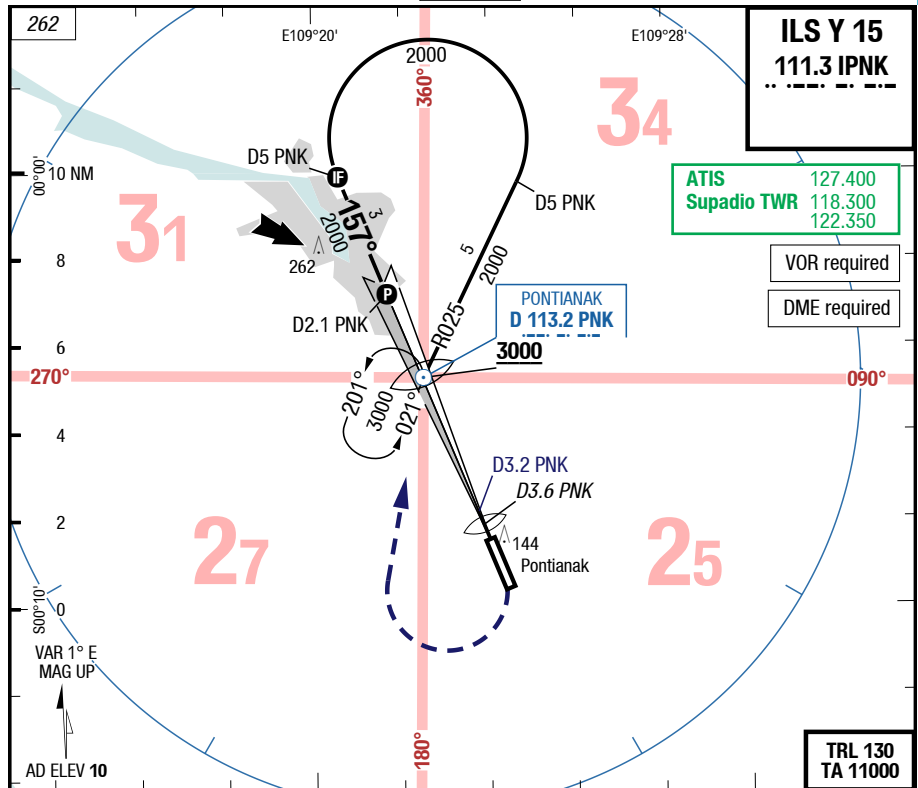 262
E109°20'
E109°28'
ILS Y 15
111.3 IPNK
2000
360°
34
D5 PNK
IF
00°00'
10 NM
D5 PNK
ATIS 127.400
Supadio TWR 118.300
122.350
31
157°
3
2000
262
5
2000
8
VOR required
P
D2.1 PNK
R025
PONTIANAK
D 113.2 PNK
DME required
6
3000
270°
090°
201°
3000
021°
4
D3.2 PNK
D3.6 PNK
2
27
144
Pontianak
25
S00°10'
0
VAR 1° E
MAG UP
180°
AD ELEV 10
TRL 130
TA 11000